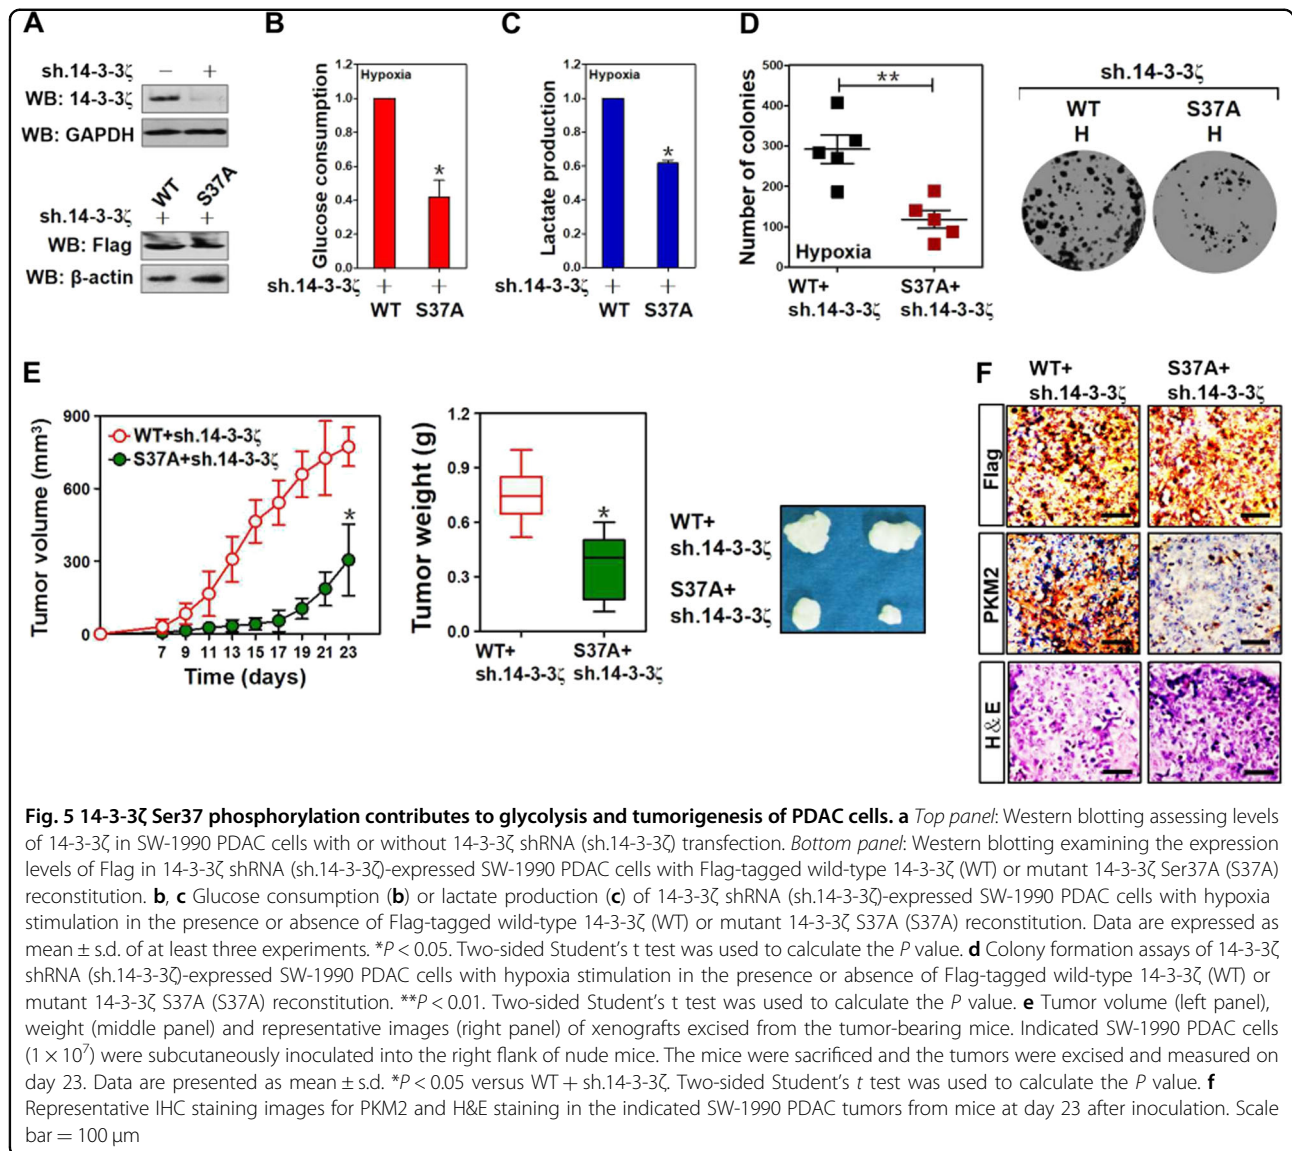 A
sh.14-3-3ζ − +
WB: 14-3-3ζ
WB: GAPDH
WT S37A
sh.14-3-3ζ + +
WB: Flag
WB: β-actin
B
Glucose consumption
1.2
1.0
0.8
0.6
0.4
0.2
0.0
Hypoxia
*
sh.14-3-3ζ + +
WT S37A
C
Lactate production
1.2
1.0
0.8
0.6
0.4
0.2
0.0
Hypoxia
*
sh.14-3-3ζ + +
WT S37A
D
Number of colonies
500
400
300
200
100
0
**
Hypoxia
WT+ S37A+
sh.14-3-3ζ sh.14-3-3ζ
sh.14-3-3ζ
WT S37A
H H
E
Tumor volume (mm³)
900
600
300
0
WT+sh.14-3-3ζ
S37A+sh.14-3-3ζ
*
7 9 11 13 15 17 19 21 23
Time (days)
Tumor weight (g)
1.2
0.9
0.6
0.3
0.0
*
WT+ S37A+
sh.14-3-3ζ sh.14-3-3ζ
WT+
sh.14-3-3ζ
S37A+
sh.14-3-3ζ
F
WT+ S37A+
sh.14-3-3ζ sh.14-3-3ζ
Flag
PKM2
H&E
Fig. 5 14-3-3ζ Ser37 phosphorylation contributes to glycolysis and tumorigenesis of PDAC cells. a Top panel: Western blotting assessing levels
of 14-3-3ζ in SW-1990 PDAC cells with or without 14-3-3ζ shRNA (sh.14-3-3ζ) transfection. Bottom panel: Western blotting examining the expression
levels of Flag in 14-3-3ζ shRNA (sh.14-3-3ζ)-expressed SW-1990 PDAC cells with Flag-tagged wild-type 14-3-3ζ (WT) or mutant 14-3-3ζ Ser37A (S37A)
reconstitution. b, c Glucose consumption (b) or lactate production (c) of 14-3-3ζ shRNA (sh.14-3-3ζ)-expressed SW-1990 PDAC cells with hypoxia
stimulation in the presence or absence of Flag-tagged wild-type 14-3-3ζ (WT) or mutant 14-3-3ζ S37A (S37A) reconstitution. Data are expressed as
mean ± s.d. of at least three experiments. *P < 0.05. Two-sided Student's t test was used to calculate the P value. d Colony formation assays of 14-3-3ζ
shRNA (sh.14-3-3ζ)-expressed SW-1990 PDAC cells with hypoxia stimulation in the presence or absence of Flag-tagged wild-type 14-3-3ζ (WT) or
mutant 14-3-3ζ S37A (S37A) reconstitution. **P < 0.01. Two-sided Student's t test was used to calculate the P value. e Tumor volume (left panel),
weight (middle panel) and representative images (right panel) of xenografts excised from the tumor-bearing mice. Indicated SW-1990 PDAC cells
(1 × 10⁷) were subcutaneously inoculated into the right flank of nude mice. The mice were sacrificed and the tumors were excised and measured on
day 23. Data are presented as mean ± s.d. *P < 0.05 versus WT + sh.14-3-3ζ. Two-sided Student's t test was used to calculate the P value. f
Representative IHC staining images for PKM2 and H&E staining in the indicated SW-1990 PDAC tumors from mice at day 23 after inoculation. Scale
bar = 100 μm